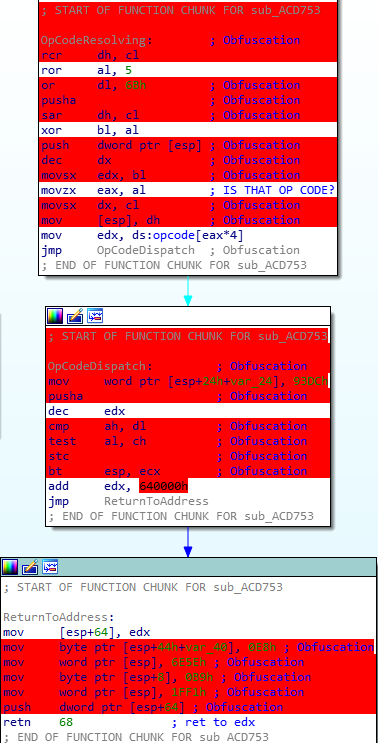 ; START OF FUNCTION CHUNK FOR sub_ACD753
OpCodeResolving: ; Obfuscation
rcr dh, cl
ror al, 5
or dl, 6Bh ; Obfuscation
pusha ; Obfuscation
sar dh, cl ; Obfuscation
xor bl, al
push dword ptr [esp] ; Obfuscation
dec dx ; Obfuscation
movsx edx, bl ; Obfuscation
movzx eax, al ; IS THAT OP CODE?
movsx dx, cl ; Obfuscation
mov [esp], dh ; Obfuscation
mov edx, ds:opcode[eax*4]
jmp OpCodeDispatch ; Obfuscation
; END OF FUNCTION CHUNK FOR sub_ACD753
; START OF FUNCTION CHUNK FOR sub_ACD753
OpCodeDispatch: ; Obfuscation
mov word ptr [esp+24h+var_24],
pusha ; Obfuscation
dec edx
cmp ah, dl ; Obfuscation
test al, ch ; Obfuscation
stc ; Obfuscation
bt esp, ecx ; Obfuscation
add edx, 640000h
jmp ReturnToAddress
; END OF FUNCTION CHUNK FOR sub_ACD753
; START OF FUNCTION CHUNK FOR sub_ACD753
ReturnToAddress:
mov [esp+64], edx
mov byte ptr [esp+44h+var_40], 0E8h ; Obfuscation
mov word ptr [esp], ; Obfuscation
mov byte ptr [esp+8], 0B9h ; Obfuscation
mov word ptr [esp], 1FF1h ; Obfuscation
push dword ptr [esp+64] ; Obfuscation
retn 68 ; ret to edx
; END OF FUNCTION CHUNK FOR sub_ACD753